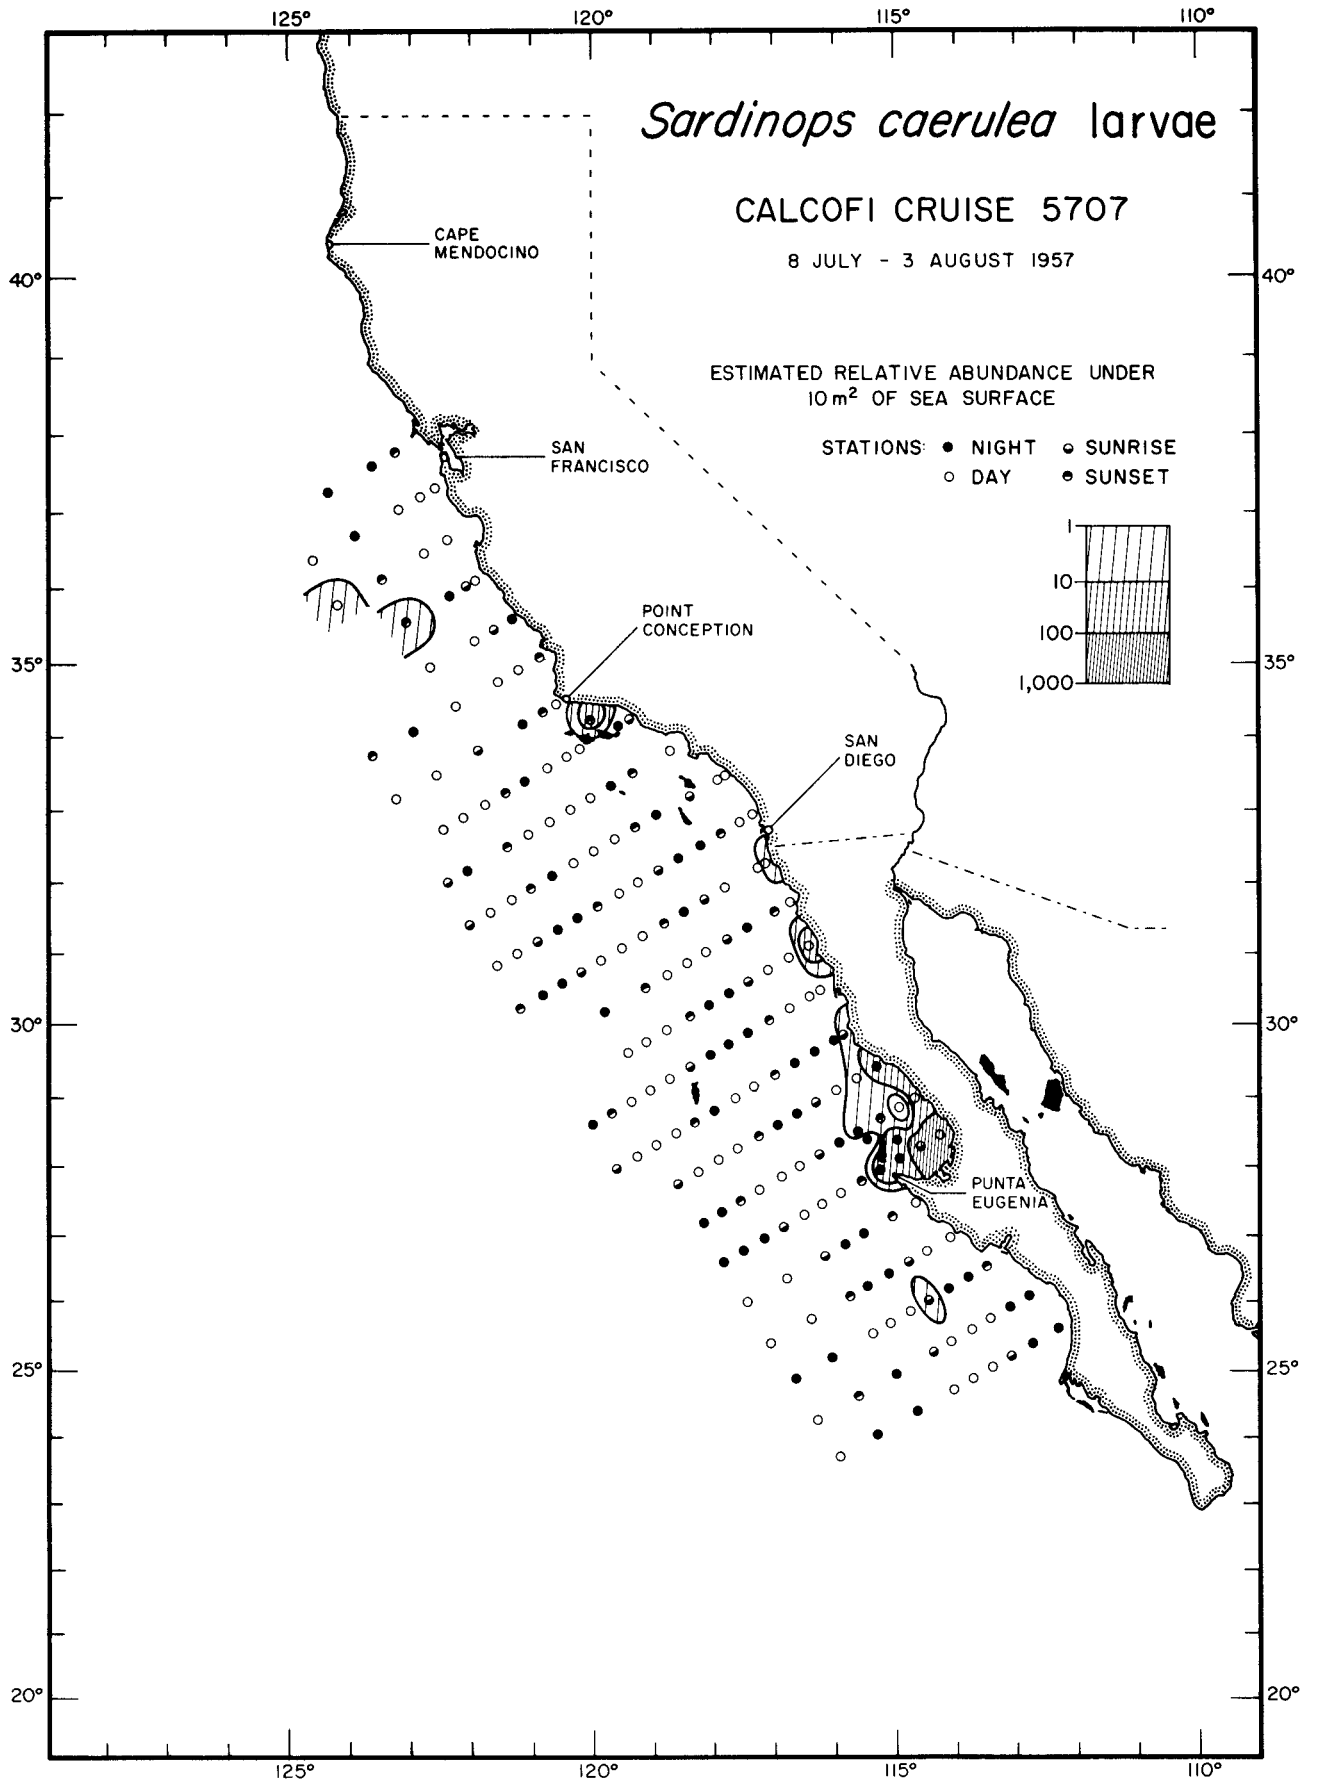 125°
120°
115°
110°
Sardinops caerulea larvae
CALCOFI CRUISE 5707
8 JULY - 3 AUGUST 1957
CAPE
MENDOCINO
40°
40°
ESTIMATED RELATIVE ABUNDANCE UNDER
10 m² OF SEA SURFACE
STATIONS: NIGHT SUNRISE
DAY SUNSET
SAN
FRANCISCO
1
10
100
1,000
POINT
CONCEPTION
35°
35°
SAN
DIEGO
30°
30°
PUNTA
EUGENIA
25°
25°
20°
20°
125°
120°
115°
110°